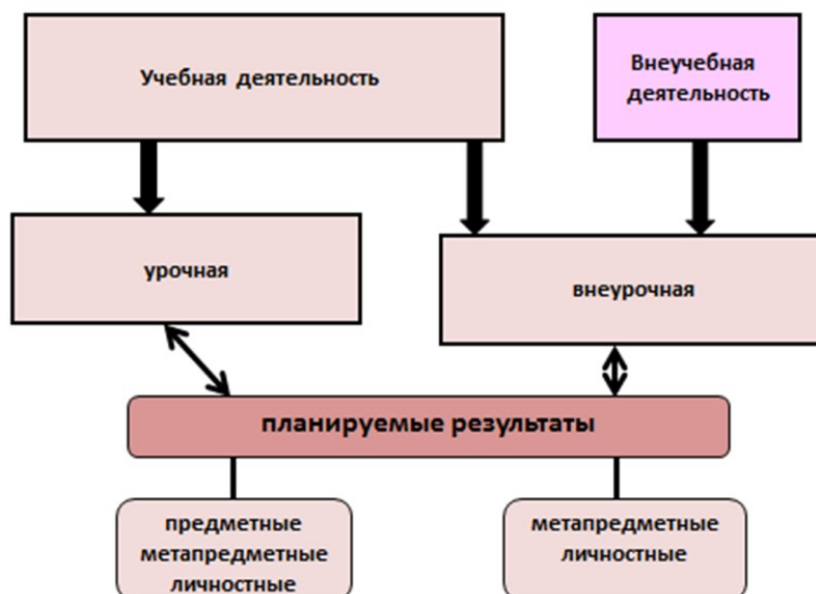 Учебная деятельность
Внеучебная
деятельность
урочная
внеурочная
планируемые результаты
предметные
метапредметные
личностные
метапредметные
личностные